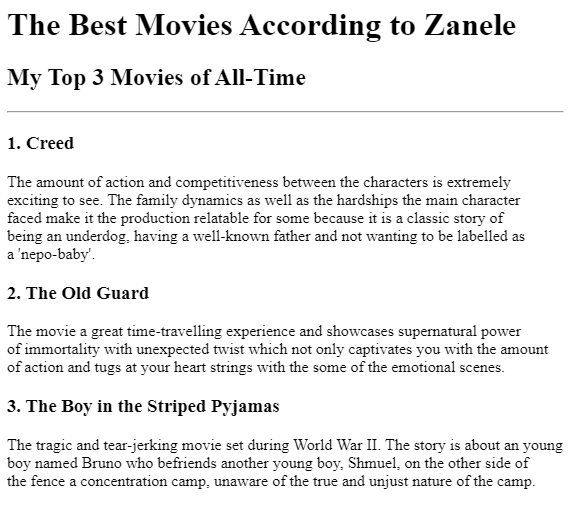 The Best Movies According to Zanele
My Top 3 Movies of All-Time
1. Creed
The amount of action and competitiveness between the characters is extremely
exciting to see. The family dynamics as well as the hardships the main character
faced make it the production relatable for some because it is a classic story of
being an underdog, having a well-known father and not wanting to be labelled as
a 'nepo-baby'.
2. The Old Guard
The movie a great time-travelling experience and showcases supernatural power
of immortality with unexpected twist which not only captivates you with the amount
of action and tugs at your heart strings with the some of the emotional scenes.
3. The Boy in the Striped Pyjamas
The tragic and tear-jerking movie set during World War II. The story is about an young
boy named Bruno who befriends another young boy, Shmuel, on the other side of
the fence a concentration camp, unaware of the true and unjust nature of the camp.